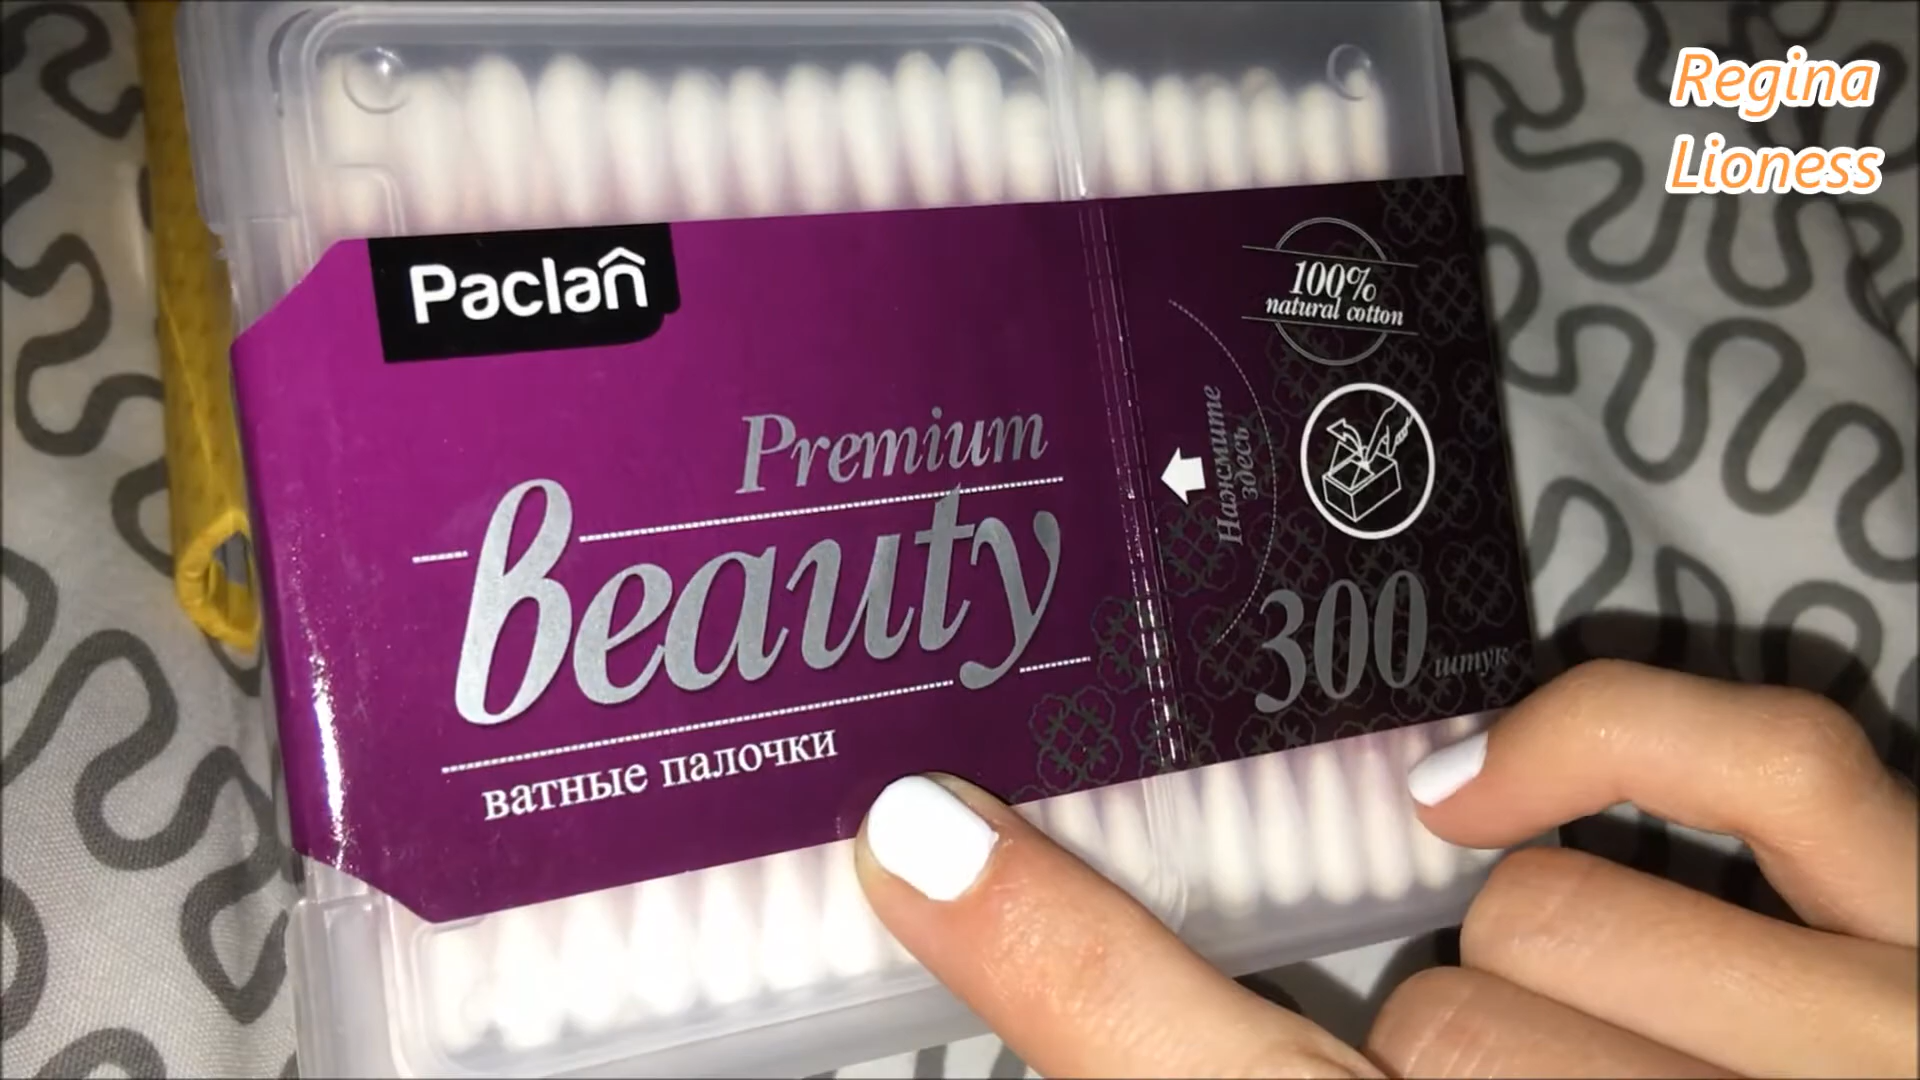 Regina
Lioness
Paclan
Premium
beauty
ватные палочки
100%
natural cotton
Нажмите
здесь
300 штук